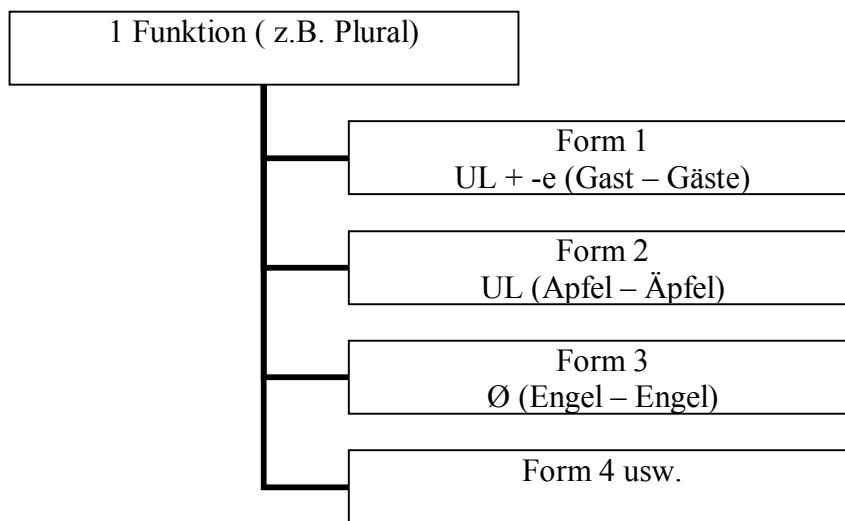 1 Funktion ( z.B. Plural)
Form 1
UL + -e (Gast – Gäste)
Form 2
UL (Apfel – Äpfel)
Form 3
Ø (Engel – Engel)
Form 4 usw.